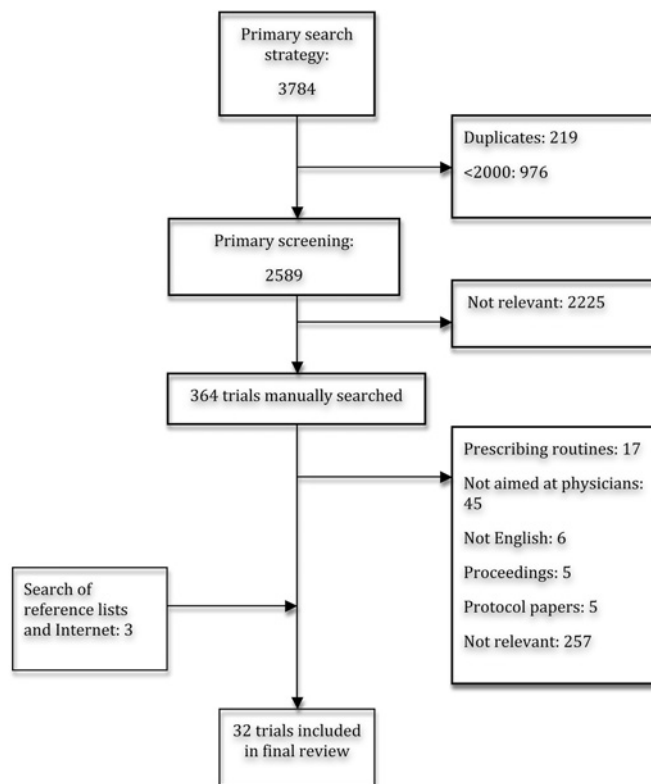 Primary search
strategy:
3784
Duplicates: 219
<2000: 976
Primary screening:
2589
Not relevant: 2225
364 trials manually searched
Prescribing routines: 17
Not aimed at physicians:
45
Not English: 6
Proceedings: 5
Protocol papers: 5
Not relevant: 257
Search of
reference lists
and Internet: 3
32 trials included
in final review